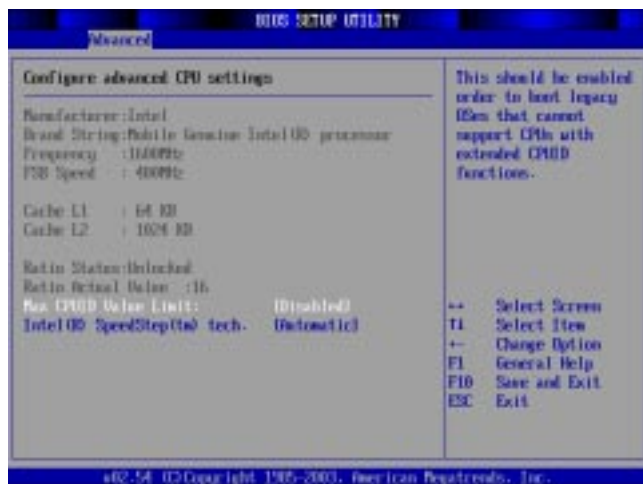 BIOS SETUP UTILITY
Advanced
Configure advanced CPU settings
Manufacturer:Intel
Brand String:Mobile Genuine Intel(R) processor
Frequency :1600MHz
FSB Speed : 400MHz
Cache L1 : 64 KB
Cache L2 : 1024 KB
Ratio Status:Unlocked
Ratio Actual Value :16
Max CPUID Value Limit: [Disabled]
Intel(R) SpeedStep(tm) tech. [Automatic]
This should be enabled
order to boot legacy
OSes that cannot
support CPUs with
extended CPUID
functions.
↔ Select Screen
↑↓ Select Item
+- Change Option
F1 General Help
F10 Save and Exit
ESC Exit
v02.54 (C)Copyright 1985-2003, American Megatrends, Inc.